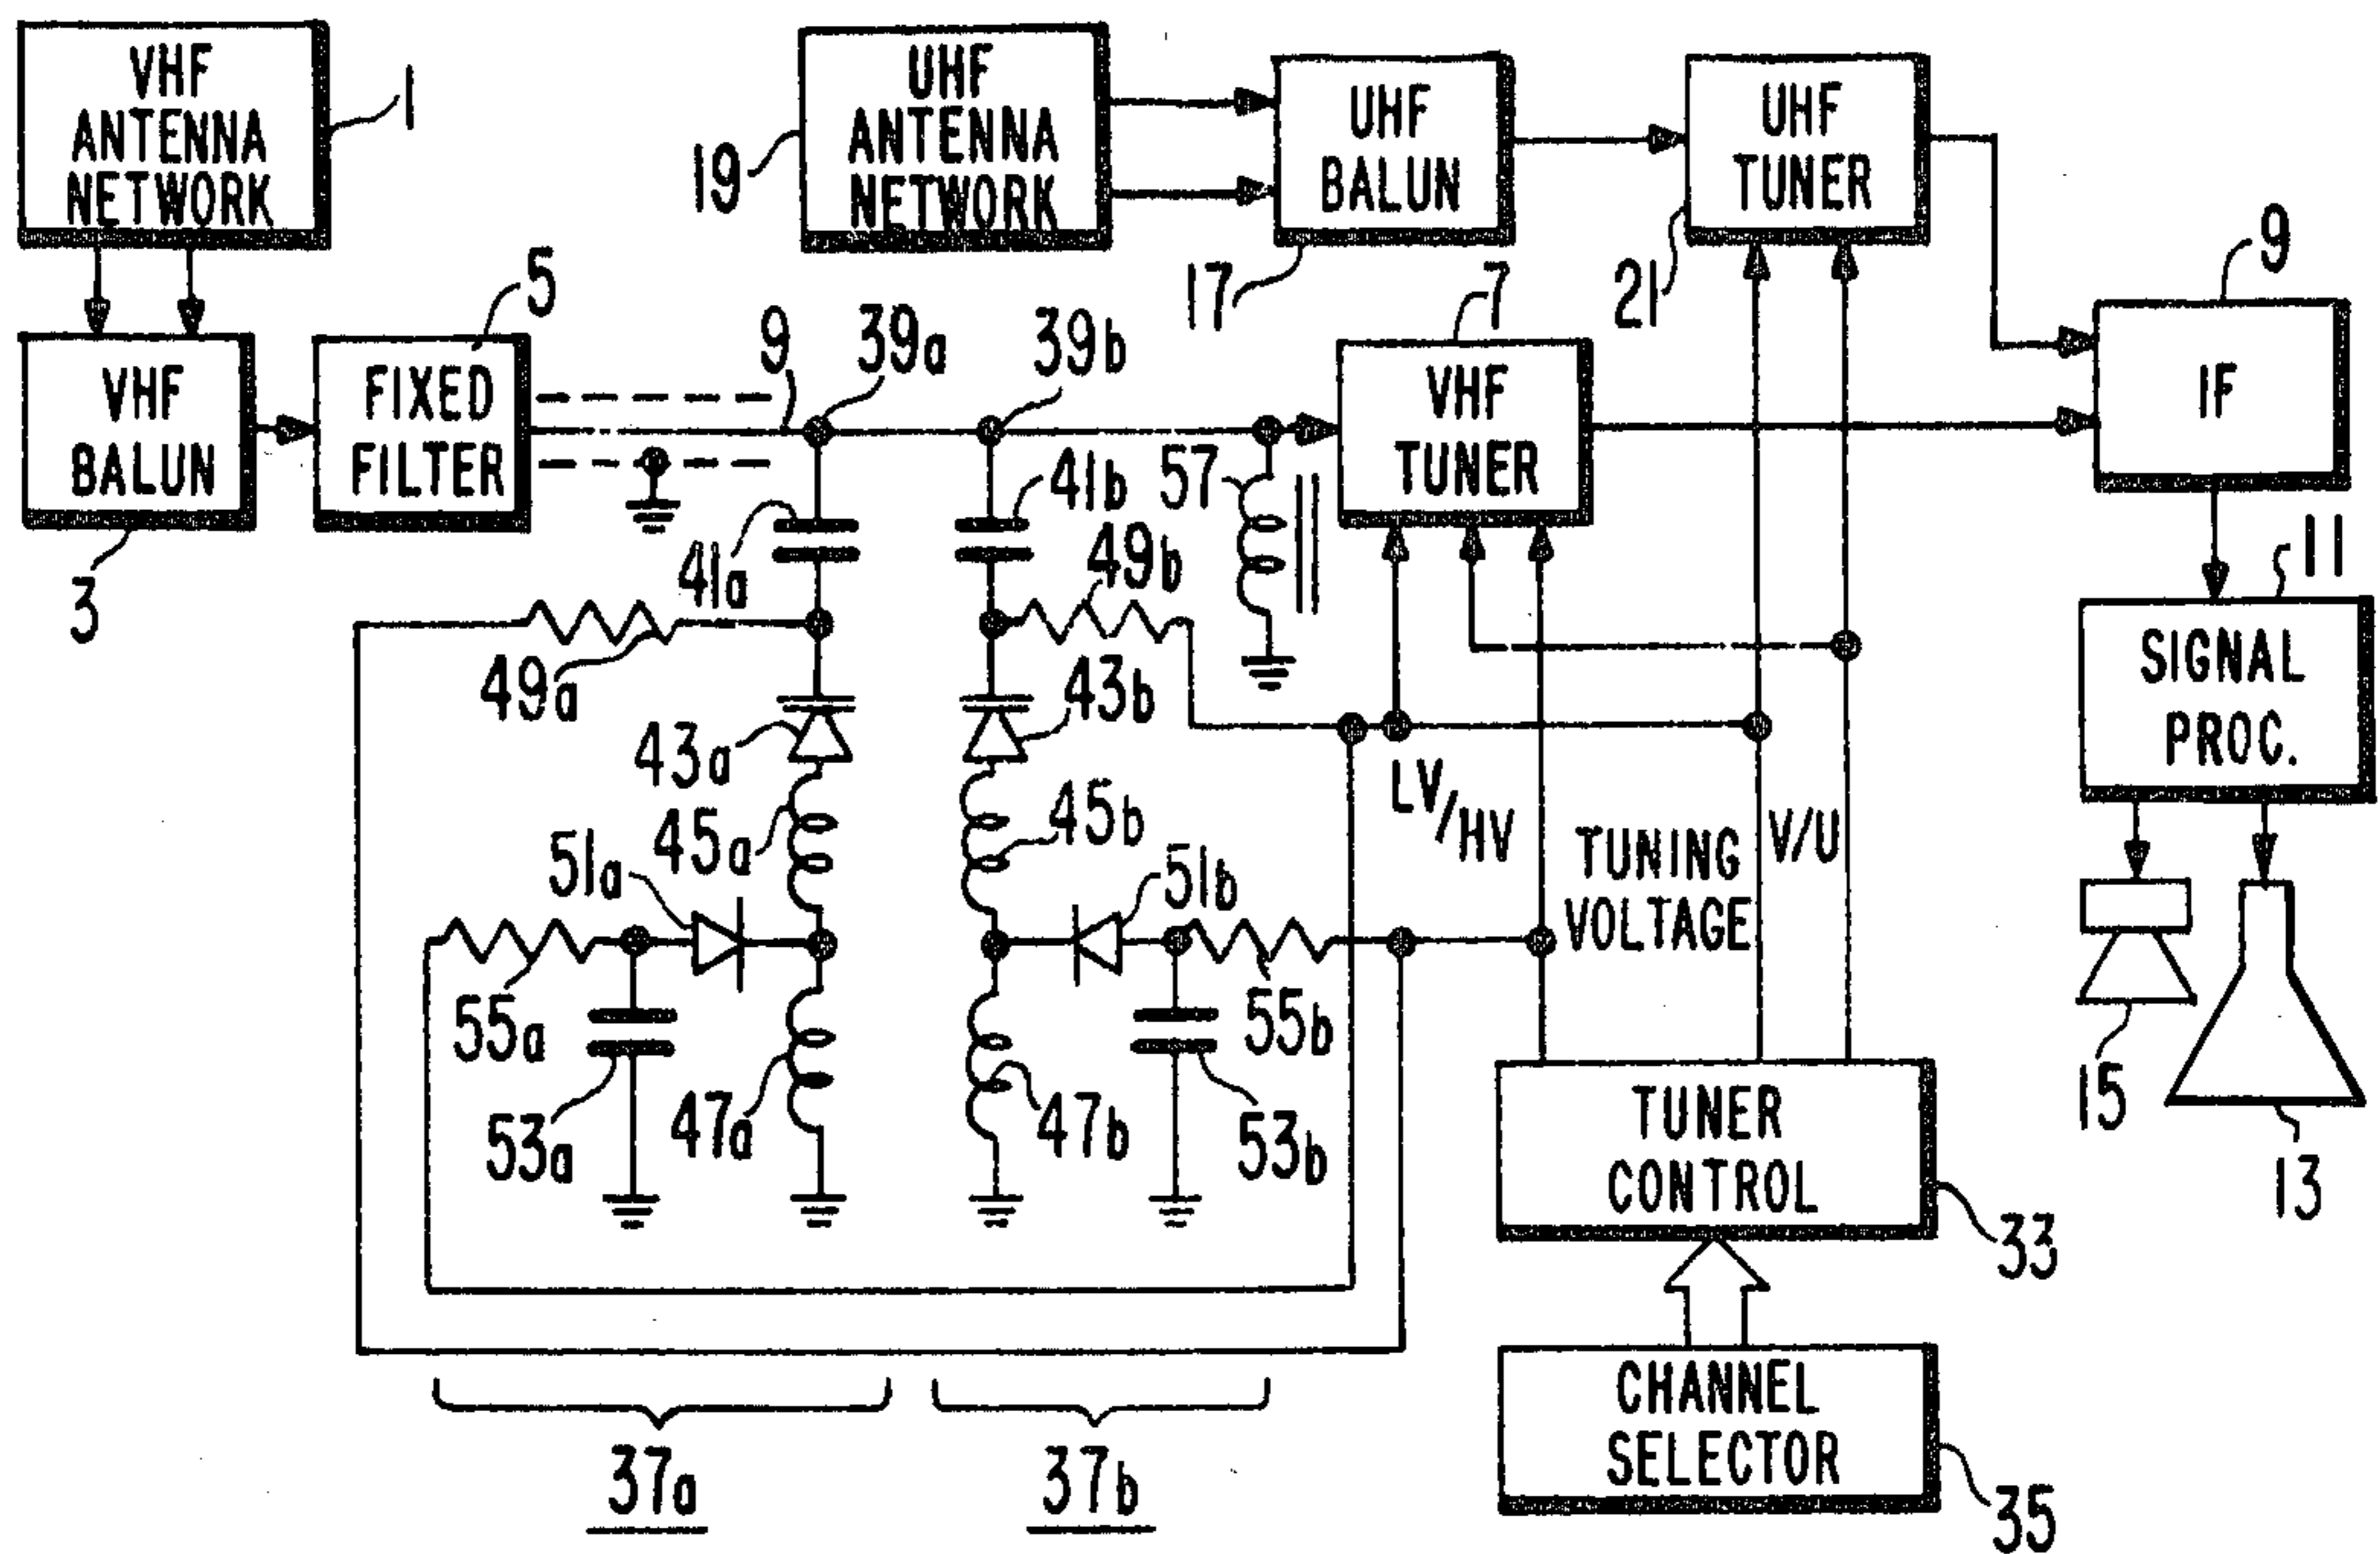 VHF
ANTENNA
NETWORK
1
UHF
ANTENNA
NETWORK
19
UHF
BALUN
17
UHF
TUNER
21
9
VHF
BALUN
3
FIXED
FILTER
5
9
39a
39b
7
VHF
TUNER
IF
41a
41b
57
49a
49b
11
SIGNAL
PROC.
43a
43b
45a
45b
LV/HV
TUNING
VOLTAGE
V/U
51a
51b
55a
55b
53a
53b
47a
47b
15
13
TUNER
CONTROL
33
CHANNEL
SELECTOR
35
37a
37b